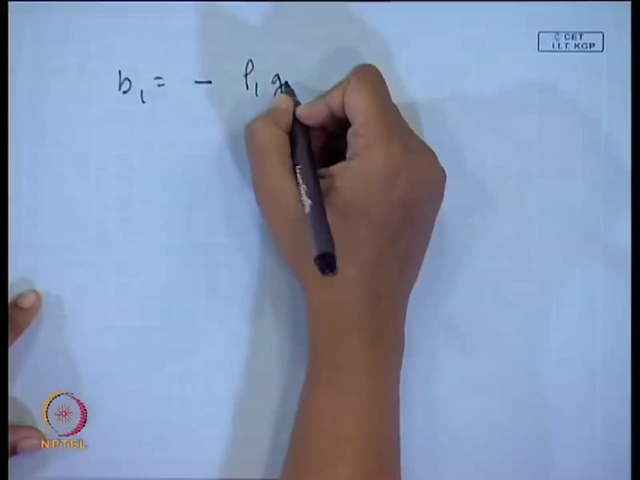 b₁ = - ρ₁ g
© CET
I.I.T. KGP
NPTEL